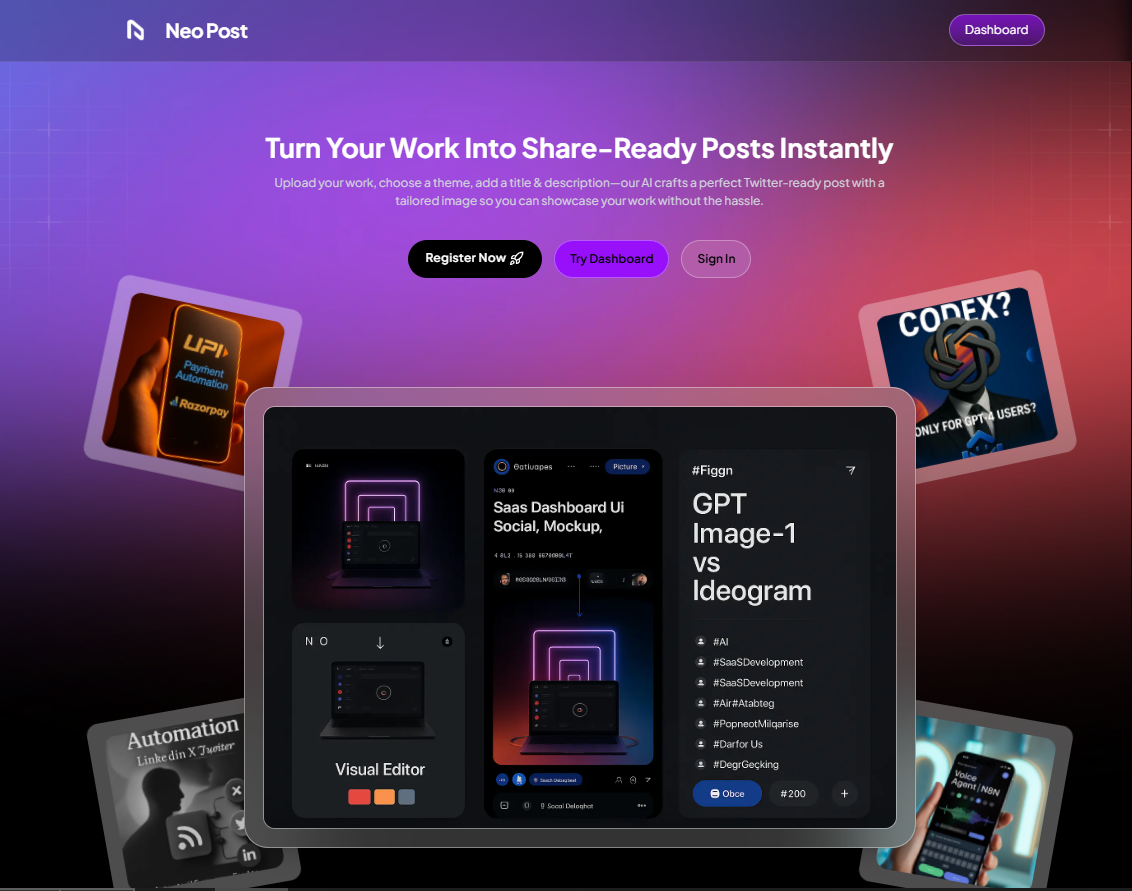 Neo Post
Dashboard
Turn Your Work Into Share-Ready Posts Instantly
Upload your work, choose a theme, add a title & description—our AI crafts a perfect Twitter-ready post with a
tailored image so you can showcase your work without the hassle.
Register Now
Try Dashboard
Sign In
UPI
Payment
Automation
Razorpay
CODEX?
ONLY FOR GPT-4 USERS?
Picture
Saas Dashboard Ui
Social, Mockup,
#Figgn
GPT
Image-1
vs
Ideogram
#AI
#SaaSDevelopment
#SaaSDevelopment
#Air#Atabteg
#PopneotMilqarise
#Darfor Us
#DegrGeçking
Obce
#200
+
N O
Visual Editor
Socal Deloghat
Automation
Linkedin X Twitter
X
in
Voice
Agent / N8N